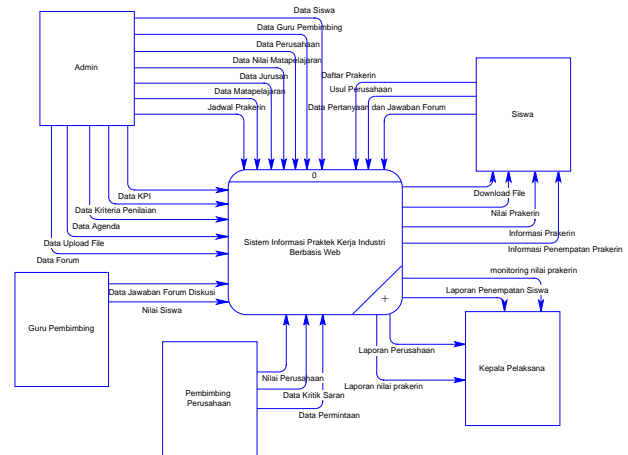 Data Siswa
Data Guru Pembimbing
Data Perusahaan
Data Nilai Matapelajaran
Data Jurusan
Data Matapelajaran
Jadwal Prakerin
Admin
Daftar Prakerin
Usul Perusahaan
Data Pertanyaan dan Jawaban Forum
Siswa
0
Sistem Informasi Praktek Kerja Industri
Berbasis Web
+
Data KPI
Data Kriteria Penilaian
Data Agenda
Data Upload File
Data Forum
Download File
Nilai Prakerin
Informasi Prakerin
Informasi Penempatan Prakerin
Guru Pembimbing
Data Jawaban Forum Diskusi
Nilai Siswa
monitoring nilai prakerin
Laporan Penempatan Siswa
Laporan Perusahaan
Laporan nilai prakerin
Kepala Pelaksana
Pembimbing
Perusahaan
Nilai Perusahaan
Data Kritik Saran
Data Permintaan